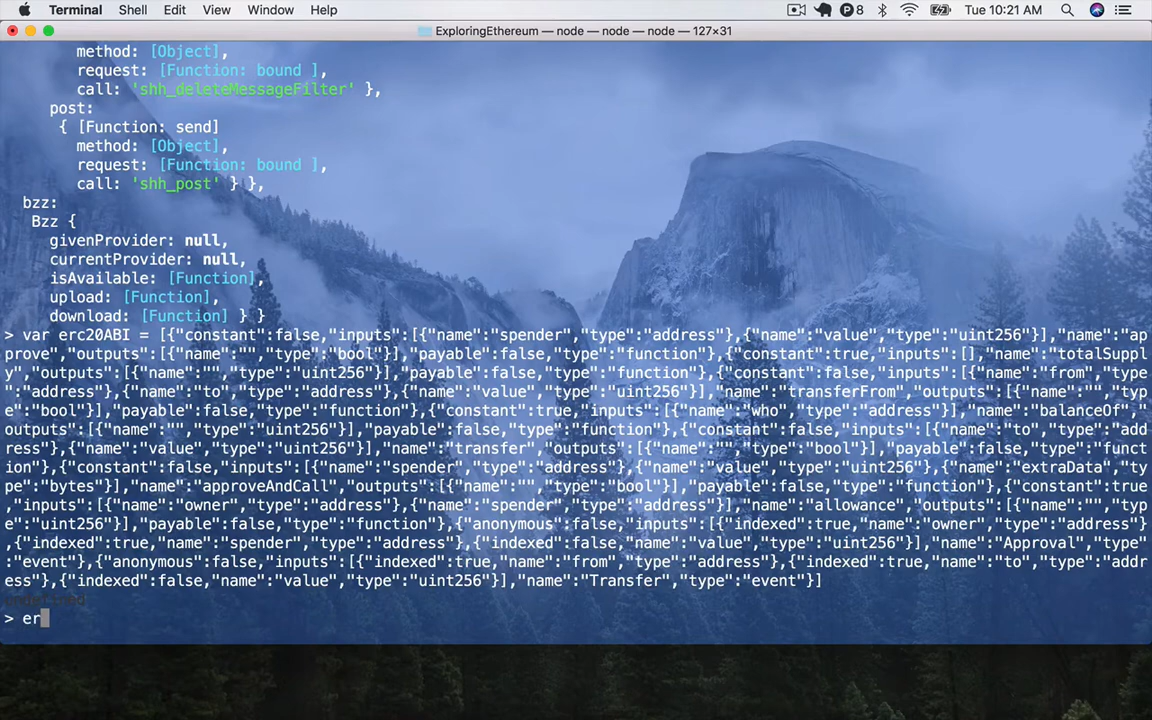 Terminal Shell Edit View Window Help 8 Tue 10:21 AM
ExploringEthereum — node — node — node — 127×31
method: [Object],
request: [Function: bound ],
call: 'shh_deleteMessageFilter' },
post:
{ [Function: send]
method: [Object],
request: [Function: bound ],
call: 'shh_post' } },
bzz:
Bzz {
givenProvider: null,
currentProvider: null,
isAvailable: [Function],
upload: [Function],
download: [Function] } }
> var erc20ABI = [{"constant":false,"inputs":[{"name":"spender","type":"address"},{"name":"value","type":"uint256"}],"name":"ap
prove","outputs":[{"name":"","type":"bool"}],"payable":false,"type":"function"},{"constant":true,"inputs":[],"name":"totalSuppl
y","outputs":[{"name":"","type":"uint256"}],"payable":false,"type":"function"},{"constant":false,"inputs":[{"name":"from","type
":"address"},{"name":"to","type":"address"},{"name":"value","type":"uint256"}],"name":"transferFrom","outputs":[{"name":"","typ
e":"bool"}],"payable":false,"type":"function"},{"constant":true,"inputs":[{"name":"who","type":"address"}],"name":"balanceOf","
outputs":[{"name":"","type":"uint256"}],"payable":false,"type":"function"},{"constant":false,"inputs":[{"name":"to","type":"add
ress"},{"name":"value","type":"uint256"}],"name":"transfer","outputs":[{"name":"","type":"bool"}],"payable":false,"type":"funct
ion"},{"constant":false,"inputs":[{"name":"spender","type":"address"},{"name":"value","type":"uint256"},{"name":"extraData","ty
pe":"bytes"}],"name":"approveAndCall","outputs":[{"name":"","type":"bool"}],"payable":false,"type":"function"},{"constant":true
,"inputs":[{"name":"owner","type":"address"},{"name":"spender","type":"address"}],"name":"allowance","outputs":[{"name":"","typ
e":"uint256"}],"payable":false,"type":"function"},{"anonymous":false,"inputs":[{"indexed":true,"name":"owner","type":"address"}
,{"indexed":true,"name":"spender","type":"address"},{"indexed":false,"name":"value","type":"uint256"}],"name":"Approval","type"
:"event"},{"anonymous":false,"inputs":[{"indexed":true,"name":"from","type":"address"},{"indexed":true,"name":"to","type":"addr
ess"},{"indexed":false,"name":"value","type":"uint256"}],"name":"Transfer","type":"event"}]
undefined
> er